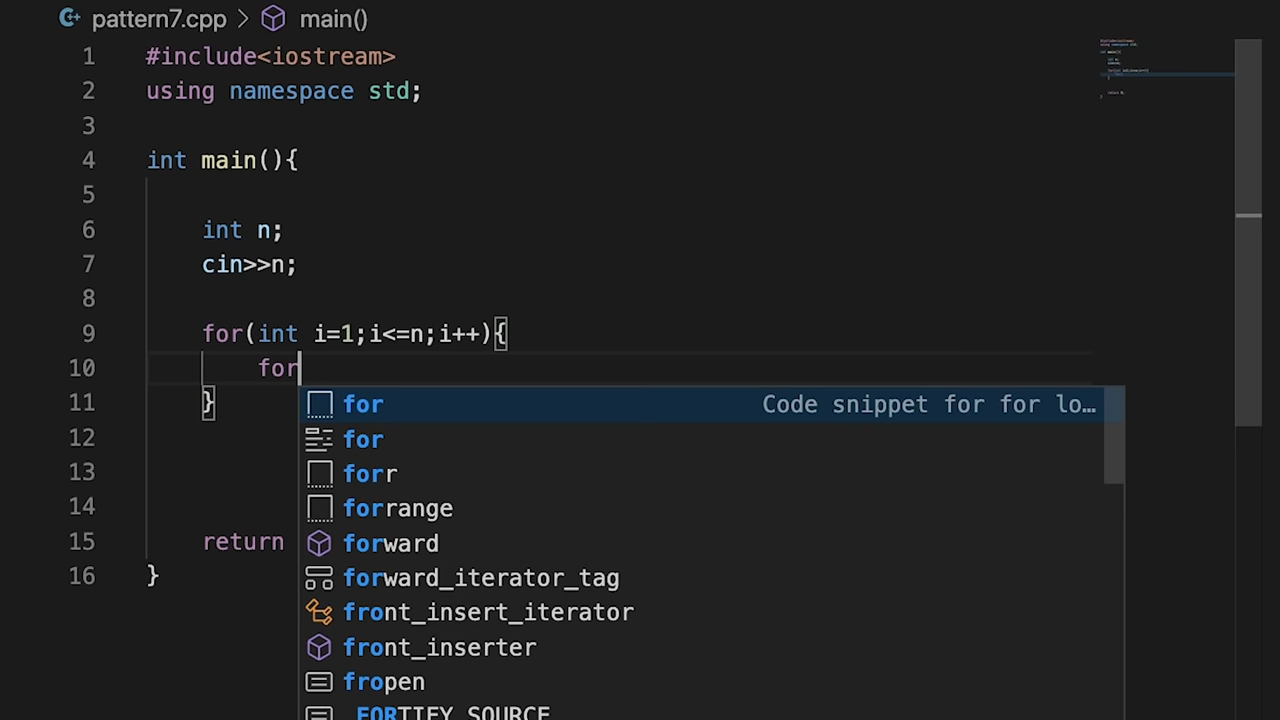 pattern7.cpp > main()
1 #include<iostream>
2 using namespace std;
3
4 int main(){
5
6 int n;
7 cin>>n;
8
9 for(int i=1;i<=n;i++){
10 for
11 }
for Code snippet for for lo…
12
for
13
forr
14
forrange
15 return
forward
16 }
forward_iterator_tag
front_insert_iterator
front_inserter
fropen
_FORTIFY_SOURCE